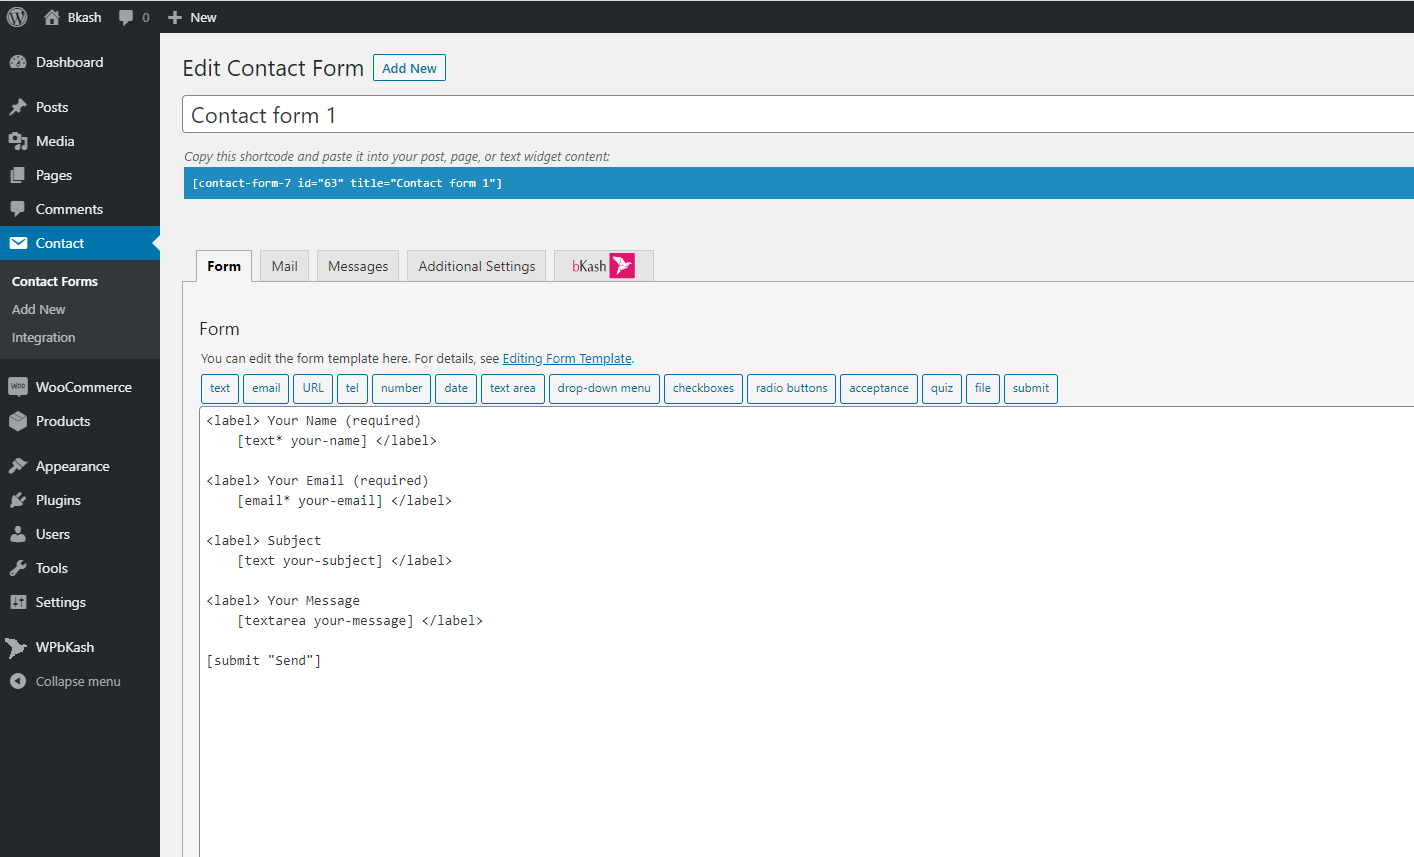 Bkash 0 New
Dashboard
Posts
Media
Pages
Comments
Contact
Contact Forms
Add New
Integration
WooCommerce
Products
Appearance
Plugins
Users
Tools
Settings
WPbKash
Collapse menu
Edit Contact Form Add New
Contact form 1
Copy this shortcode and paste it into your post, page, or text widget content:
[contact-form-7 id="63" title="Contact form 1"]
Form Mail Messages Additional Settings bKash
Form
You can edit the form template here. For details, see Editing Form Template.
text email URL tel number date text area drop-down menu checkboxes radio buttons acceptance quiz file submit
<label> Your Name (required)
    [text* your-name] </label>
<label> Your Email (required)
    [email* your-email] </label>
<label> Subject
    [text your-subject] </label>
<label> Your Message
    [textarea your-message] </label>
[submit "Send"]